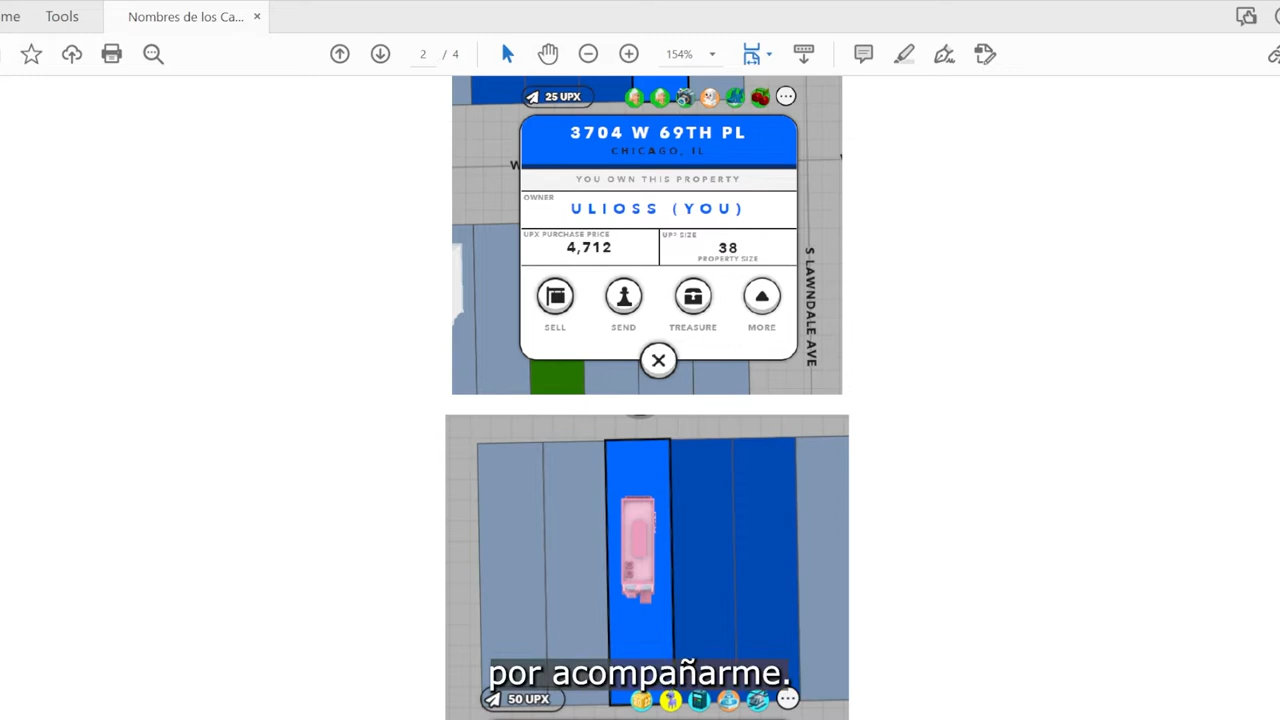 me Tools Nombres de los Ca... ×
2 / 4 154%
25 UPX
3704 W 69TH PL
CHICAGO, IL
W
YOU OWN THIS PROPERTY
OWNER
ULIOSS (YOU)
UPX PURCHASE PRICE
4,712
UP² SIZE
38
PROPERTY SIZE
SELL SEND TREASURE MORE
S LAWNDALE AVE
por acompañarme.
50 UPX